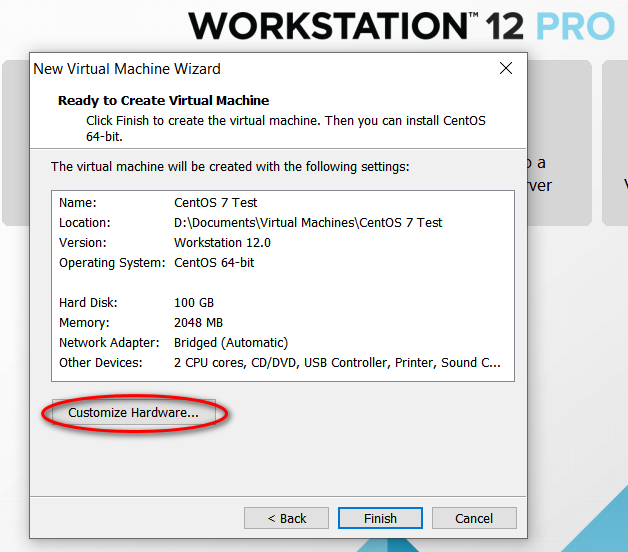 WORKSTATION™ 12 PRO
New Virtual Machine Wizard
Ready to Create Virtual Machine
Click Finish to create the virtual machine. Then you can install CentOS
64-bit.
The virtual machine will be created with the following settings:
Name: CentOS 7 Test
Location: D:\Documents\Virtual Machines\CentOS 7 Test
Version: Workstation 12.0
Operating System: CentOS 64-bit
Hard Disk: 100 GB
Memory: 2048 MB
Network Adapter: Bridged (Automatic)
Other Devices: 2 CPU cores, CD/DVD, USB Controller, Printer, Sound C...
Customize Hardware...
< Back Finish Cancel
a